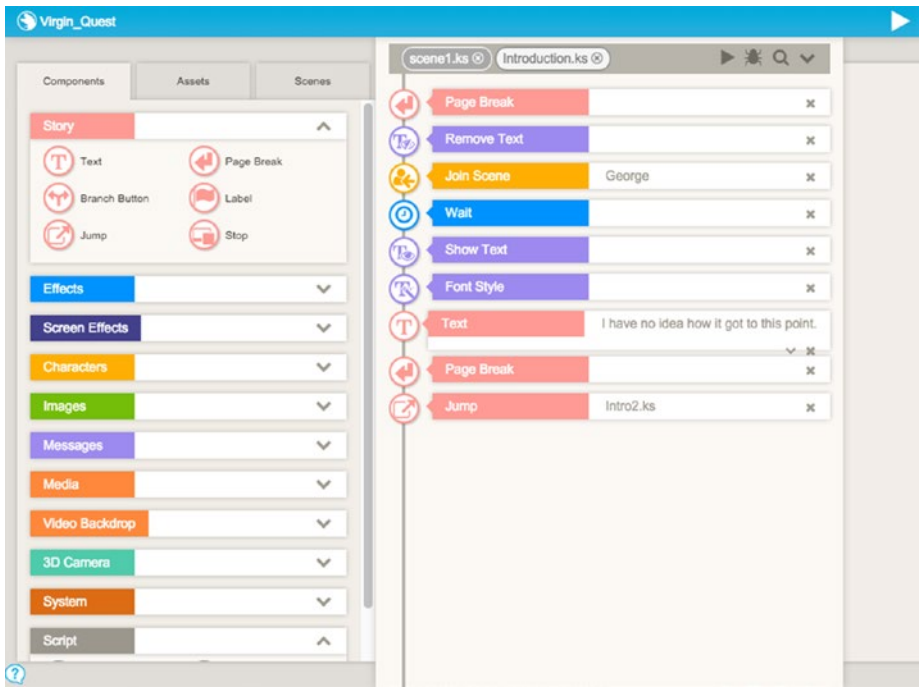 Virgin_Quest
Components Assets Scenes
Story
Text Page Break
Branch Button Label
Jump Stop
Effects
Screen Effects
Characters
Images
Messages
Media
Video Backdrop
3D Camera
System
Script
scene1.ks Introduction.ks
Page Break
Remove Text
Join Scene George
Wait
Show Text
Font Style
Text I have no idea how it got to this point.
Page Break
Jump Intro2.ks
?